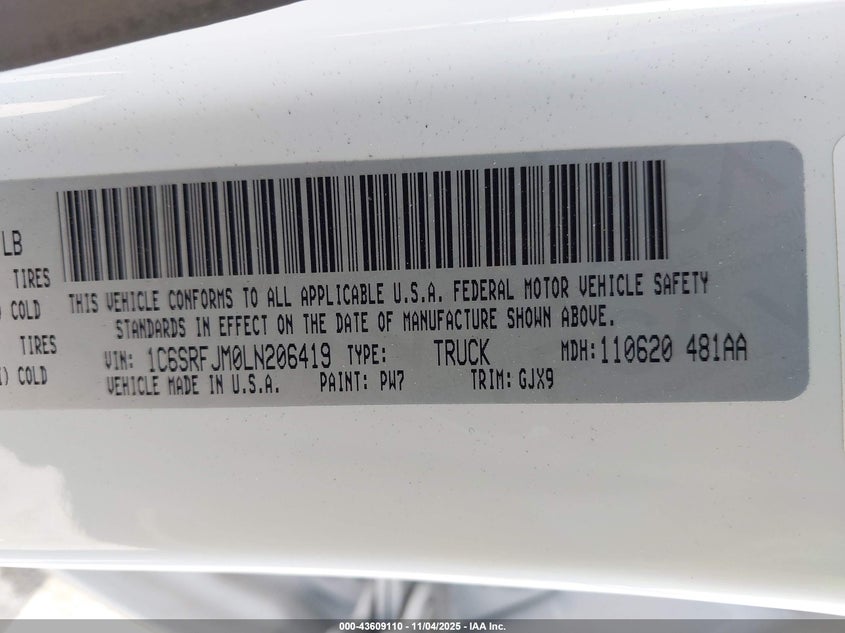 LB
TIRES
) COLD
TIRES
) COLD
THIS VEHICLE CONFORMS TO ALL APPLICABLE U.S.A. FEDERAL MOTOR VEHICLE SAFETY
STANDARDS IN EFFECT ON THE DATE OF MANUFACTURE SHOWN ABOVE.
VIN: 1C6SRFJM0LN206419 TYPE: TRUCK MDH: 110620 481AA
VEHICLE MADE IN U.S.A. PAINT: PW7 TRIM: GJX9
000-43609110 - 11/04/2025 - IAA Inc.